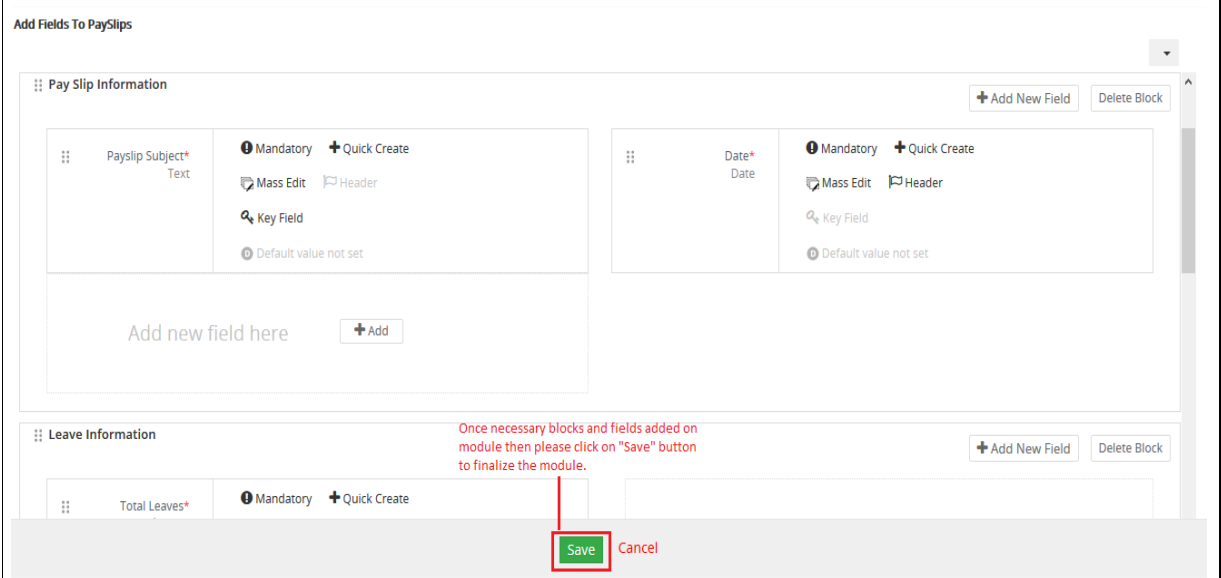 Add Fields To PaySlips
Pay Slip Information
Add New Field
Delete Block
Payslip Subject*
Text
Mandatory Quick Create
Mass Edit Header
Key Field
Default value not set
Date*
Date
Mandatory Quick Create
Mass Edit Header
Key Field
Default value not set
Add new field here
Add
Leave Information
Once necessary blocks and fields added on
module then please click on "Save" button
to finalize the module.
Add New Field
Delete Block
Total Leaves*
Mandatory Quick Create
Save
Cancel